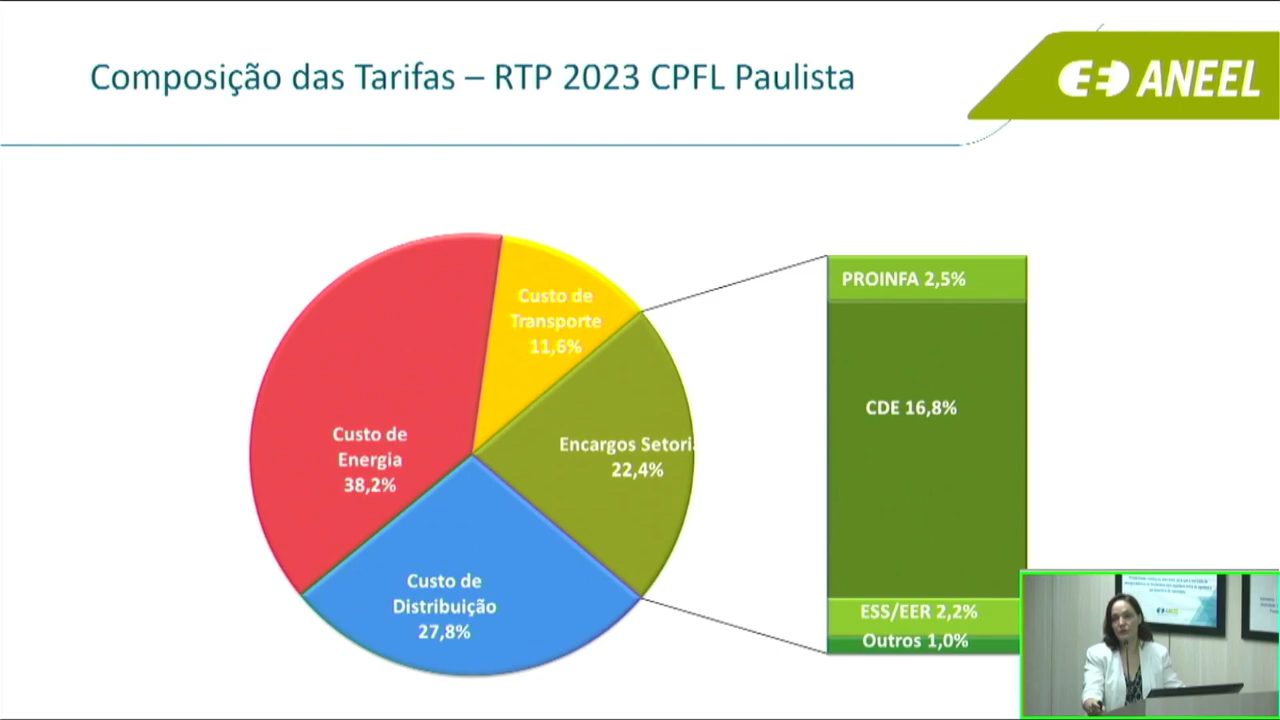 Composição das Tarifas – RTP 2023 CPFL Paulista
ANEEL
Custo de
Transporte
11,6%
PROINFA 2,5%
CDE 16,8%
Custo de
Energia
38,2%
Encargos Setori
22,4%
Custo de
Distribuição
27,8%
ESS/EER 2,2%
Outros 1,0%
ANEEL